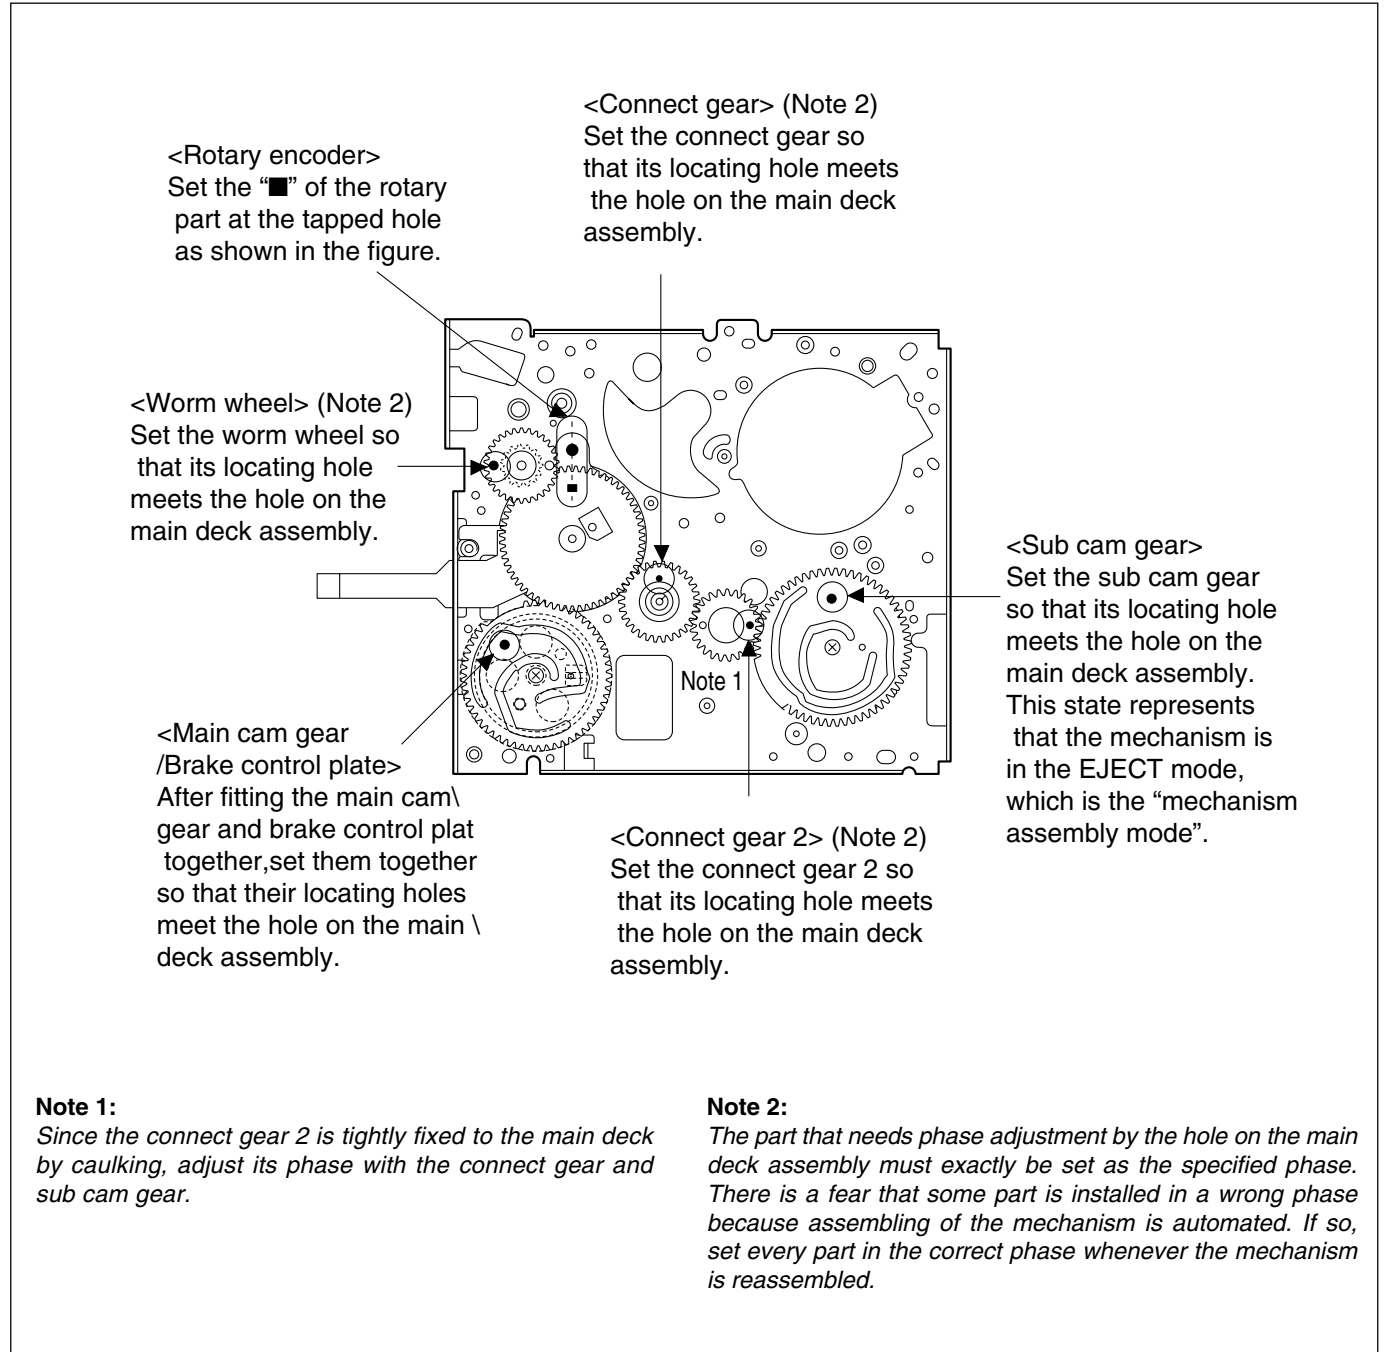 <Connect gear> (Note 2)
Set the connect gear so
that its locating hole meets
the hole on the main deck
assembly.
<Rotary encoder>
Set the “■” of the rotary
part at the tapped hole
as shown in the figure.
<Worm wheel> (Note 2)
Set the worm wheel so
that its locating hole
meets the hole on the
main deck assembly.
<Sub cam gear>
Set the sub cam gear
so that its locating hole
meets the hole on the
main deck assembly.
This state represents
that the mechanism is
in the EJECT mode,
which is the “mechanism
assembly mode”.
Note 1
<Main cam gear
/Brake control plate>
After fitting the main cam\
gear and brake control plat
together,set them together
so that their locating holes
meet the hole on the main \
deck assembly.
<Connect gear 2> (Note 2)
Set the connect gear 2 so
that its locating hole meets
the hole on the main deck
assembly.
Note 1:
Since the connect gear 2 is tightly fixed to the main deck
by caulking, adjust its phase with the connect gear and
sub cam gear.
Note 2:
The part that needs phase adjustment by the hole on the main
deck assembly must exactly be set as the specified phase.
There is a fear that some part is installed in a wrong phase
because assembling of the mechanism is automated. If so,
set every part in the correct phase whenever the mechanism
is reassembled.